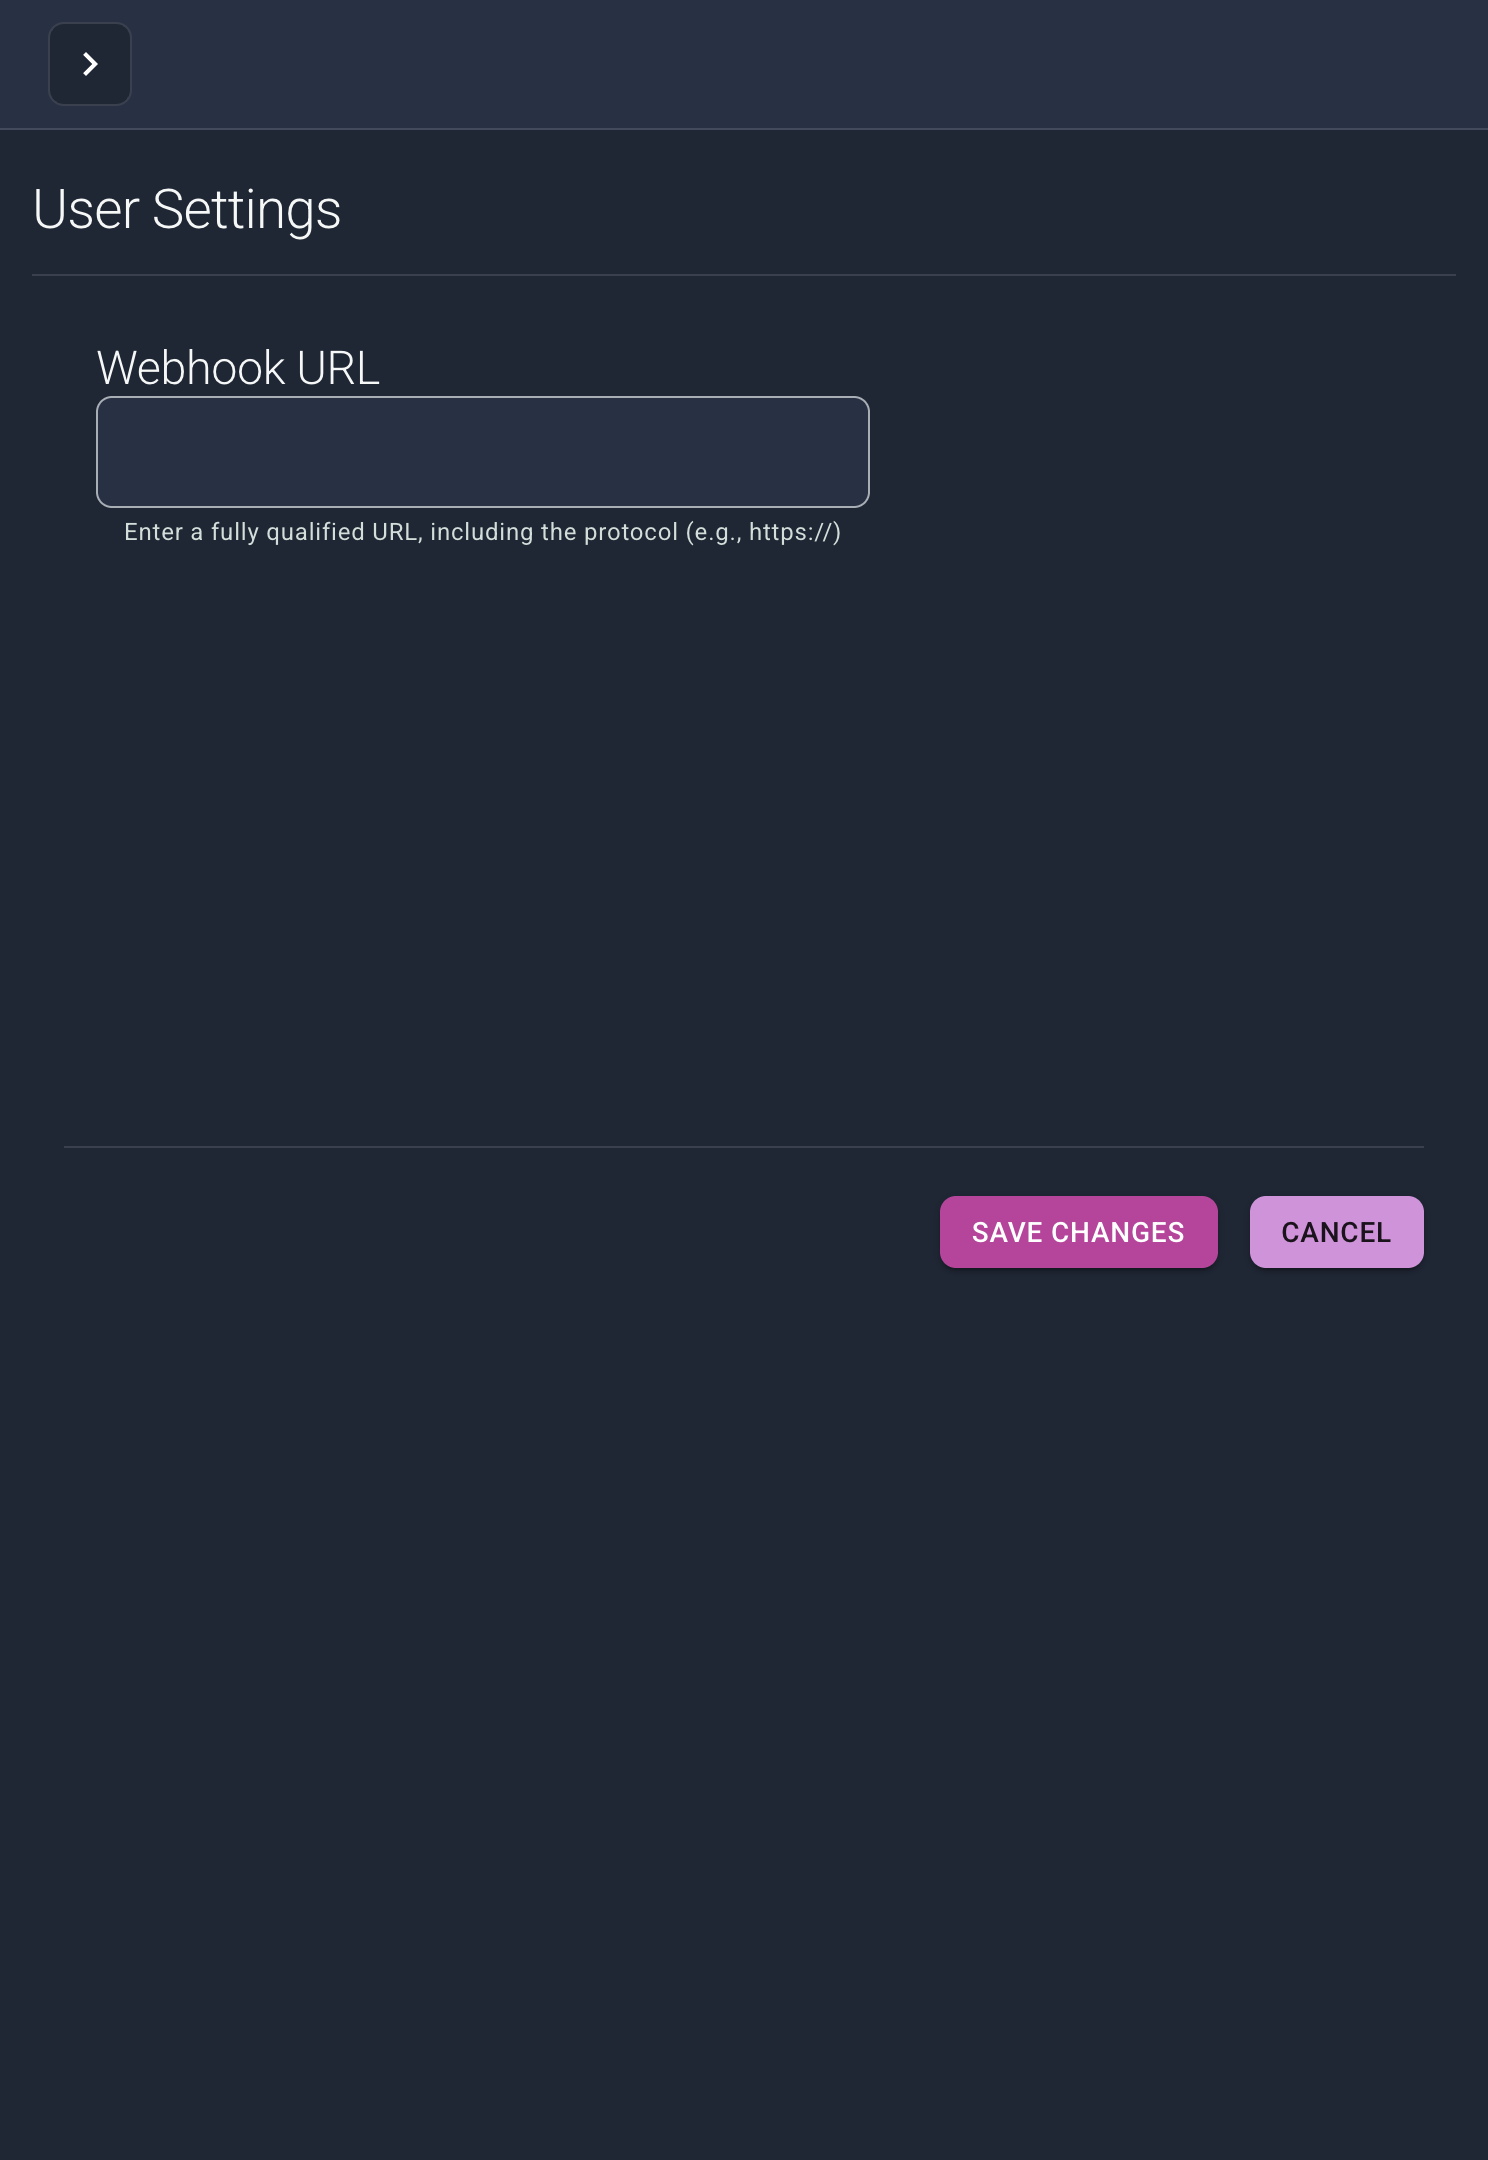 User Settings
Webhook URL
Enter a fully qualified URL, including the protocol (e.g., https://)
SAVE CHANGES
CANCEL